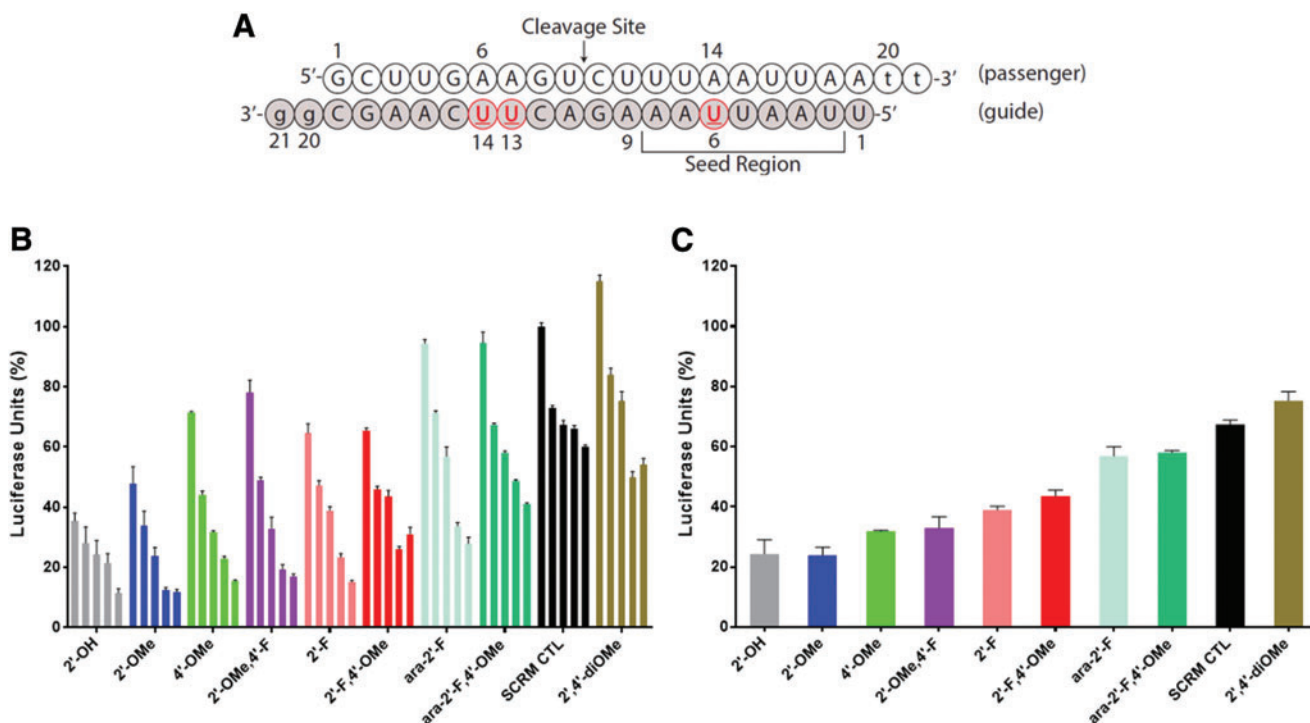 A
Cleavage Site
1 6 14 20
5'-GCUUGAAGUCUUUAAUUAAtt-3' (passenger)
3'-ggCGAACUUCAGAAAUUAAUU-5' (guide)
21 20 14 13 9 6 1
Seed Region
B
Luciferase Units (%)
120
100
80
60
40
20
0
2'-OH
2'-OMe
4'-OMe
2'-OMe,4'-F
2'-F
2'-F,4'-OMe
ara-2'-F
ara-2'-F,4'-OMe
SCRM CTL
2',4'-diOMe
C
Luciferase Units (%)
120
100
80
60
40
20
0
2'-OH
2'-OMe
4'-OMe
2'-OMe,4'-F
2'-F
2'-F,4'-OMe
ara-2'-F
ara-2'-F,4'-OMe
SCRM CTL
2',4'-diOMe